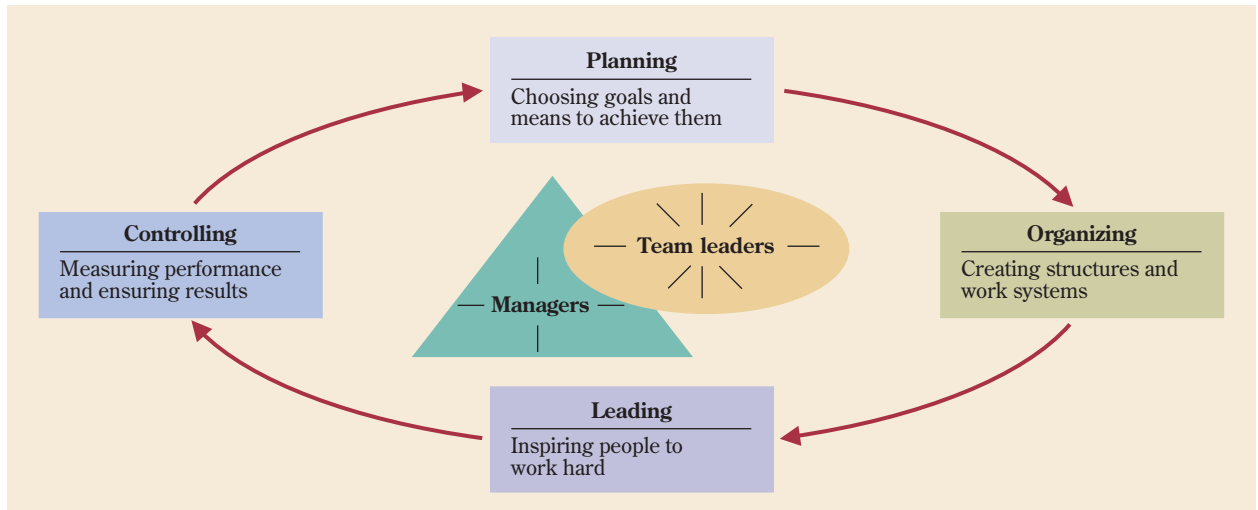 Planning
Choosing goals and
means to achieve them
Controlling
Measuring performance
and ensuring results
Team leaders
Managers
Organizing
Creating structures and
work systems
Leading
Inspiring people to
work hard